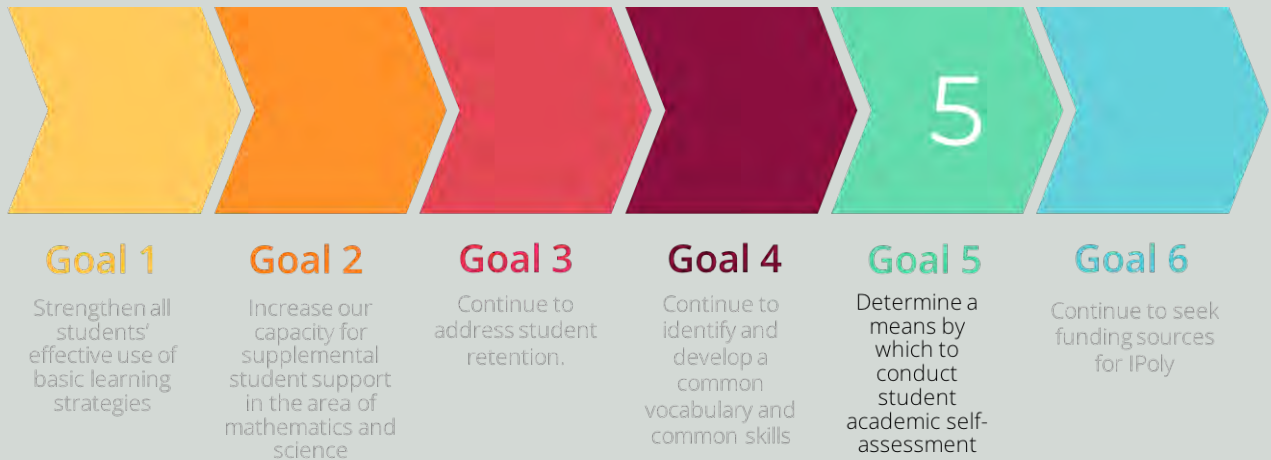 5
Goal 1
Strengthen all
students'
effective use of
basic learning
strategies
Goal 2
Increase our
capacity for
supplemental
student support
in the area of
mathematics and
science
Goal 3
Continue to
address student
retention.
Goal 4
Continue to
identify and
develop a
common
vocabulary and
common skills
Goal 5
Determine a
means by
which to
conduct
student
academic self-
assessment
Goal 6
Continue to seek
funding sources
for IPoly